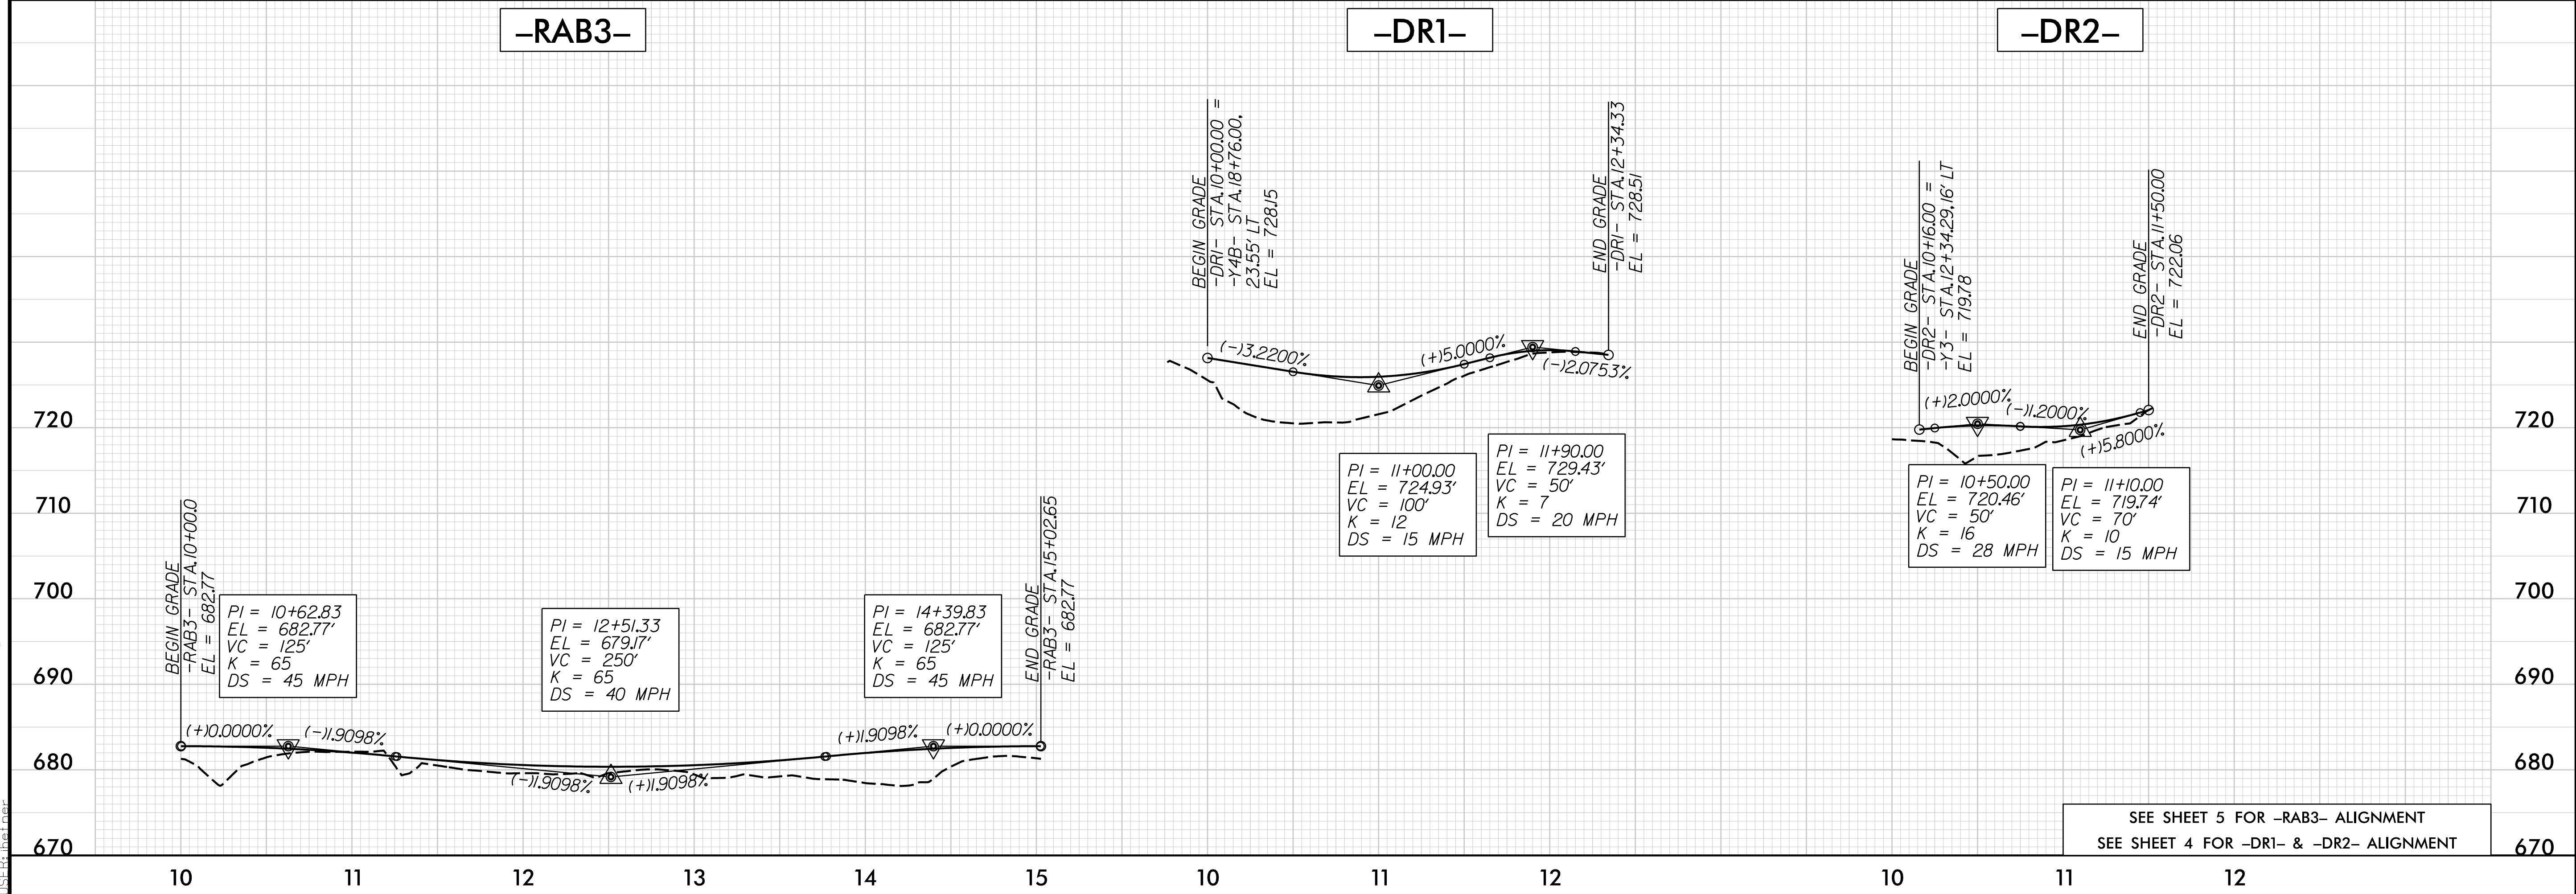 –RAB3–
BEGIN GRADE
-RAB3- STA.10+00.0
EL = 682.77
PI = 10+62.83
EL = 682.77'
VC = 125'
K = 65
DS = 45 MPH
PI = 12+51.33
EL = 679.17'
VC = 250'
K = 65
DS = 40 MPH
PI = 14+39.83
EL = 682.77'
VC = 125'
K = 65
DS = 45 MPH
END GRADE
-RAB3- STA.15+02.65
EL = 682.77
(+)0.0000%
(-)1.9098%
(-)1.9098%
(+)1.9098%
(+)1.9098%
(+)0.0000%
–DR1–
BEGIN GRADE
-DR1- STA.10+00.00 =
-Y4B- STA.18+76.00,
23.55' LT
EL = 728.15
END GRADE
-DR1- STA.12+34.33
EL = 728.51
(-)3.2200%
(+)5.0000%
(-)2.0753%
PI = 11+00.00
EL = 724.93'
VC = 100'
K = 12
DS = 15 MPH
PI = 11+90.00
EL = 729.43'
VC = 50'
K = 7
DS = 20 MPH
–DR2–
BEGIN GRADE
-DR2- STA.10+16.00 =
-Y3- STA.12+34.29,16' LT
EL = 719.78
END GRADE
-DR2- STA.11+50.00
EL = 722.06
(+)2.0000%
(-)1.2000%
(+)5.8000%
PI = 10+50.00
EL = 720.46'
VC = 50'
K = 16
DS = 28 MPH
PI = 11+10.00
EL = 719.74'
VC = 70'
K = 10
DS = 15 MPH
720
710
700
690
680
670
720
710
700
690
680
670
SEE SHEET 5 FOR –RAB3– ALIGNMENT
SEE SHEET 4 FOR –DR1– & –DR2– ALIGNMENT
10 11 12 13 14 15 10 11 12 10 11 12